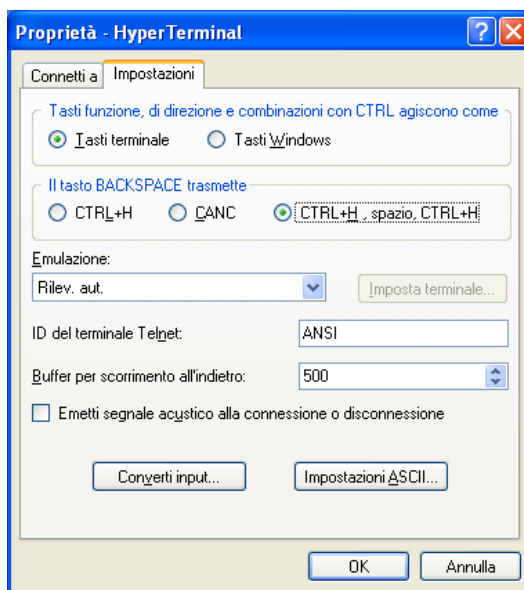 Proprietà - HyperTerminal
Connetti a Impostazioni
Tasti funzione, di direzione e combinazioni con CTRL agiscono come
Tasti terminale Tasti Windows
Il tasto BACKSPACE trasmette
CTRL+H CANC CTRL+H , spazio, CTRL+H
Emulazione:
Rilev. aut. Imposta terminale...
ID del terminale Telnet: ANSI
Buffer per scorrimento all'indietro: 500
Emetti segnale acustico alla connessione o disconnessione
Converti input... Impostazioni ASCII...
OK Annulla